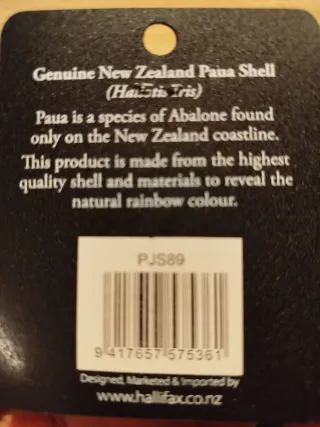 Genuine New Zealand Paua Shell
(Haliotis Iris)
Paua is a species of Abalone found
only on the New Zealand coastline.
This product is made from the highest
quality shell and materials to reveal the
natural rainbow colour.
PJS89
9 417657 575361
Designed, Marketed & Imported by
www.hallifax.co.nz